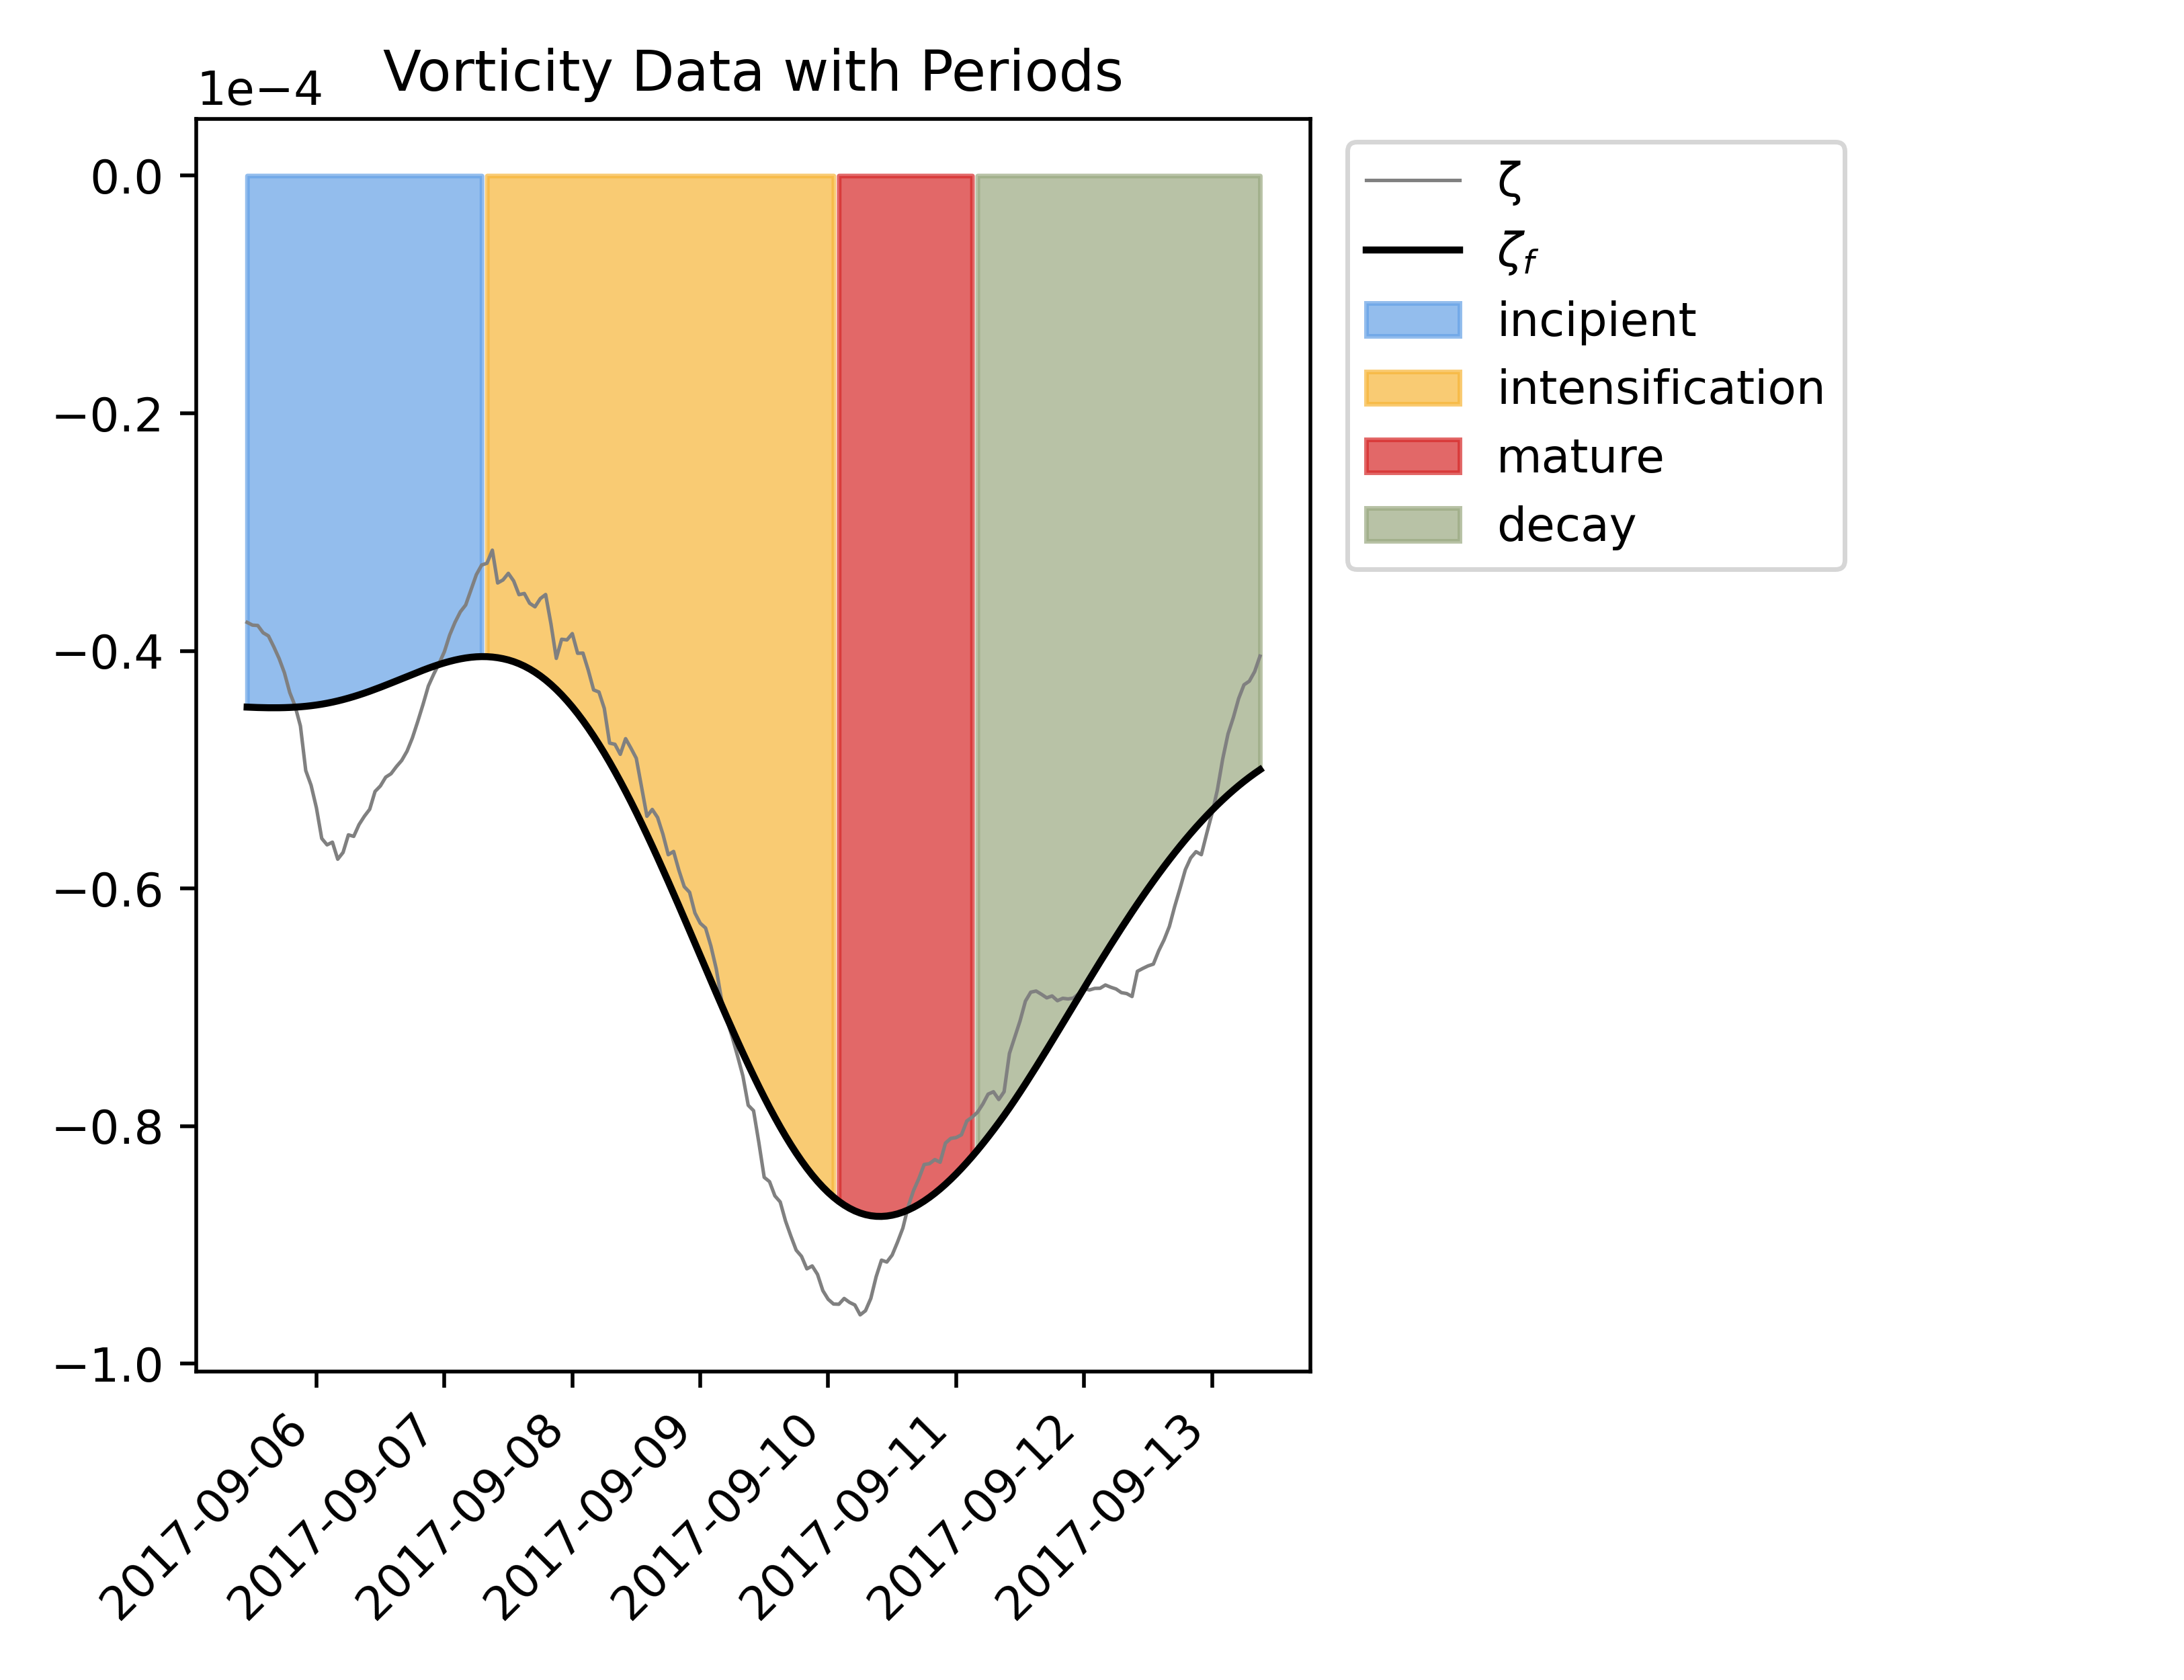 Vorticity Data with Periods
1e−4
0.0
−0.2
−0.4
−0.6
−0.8
−1.0
2017-09-06
2017-09-07
2017-09-08
2017-09-09
2017-09-10
2017-09-11
2017-09-12
2017-09-13
ζ
ζf
incipient
intensification
mature
decay